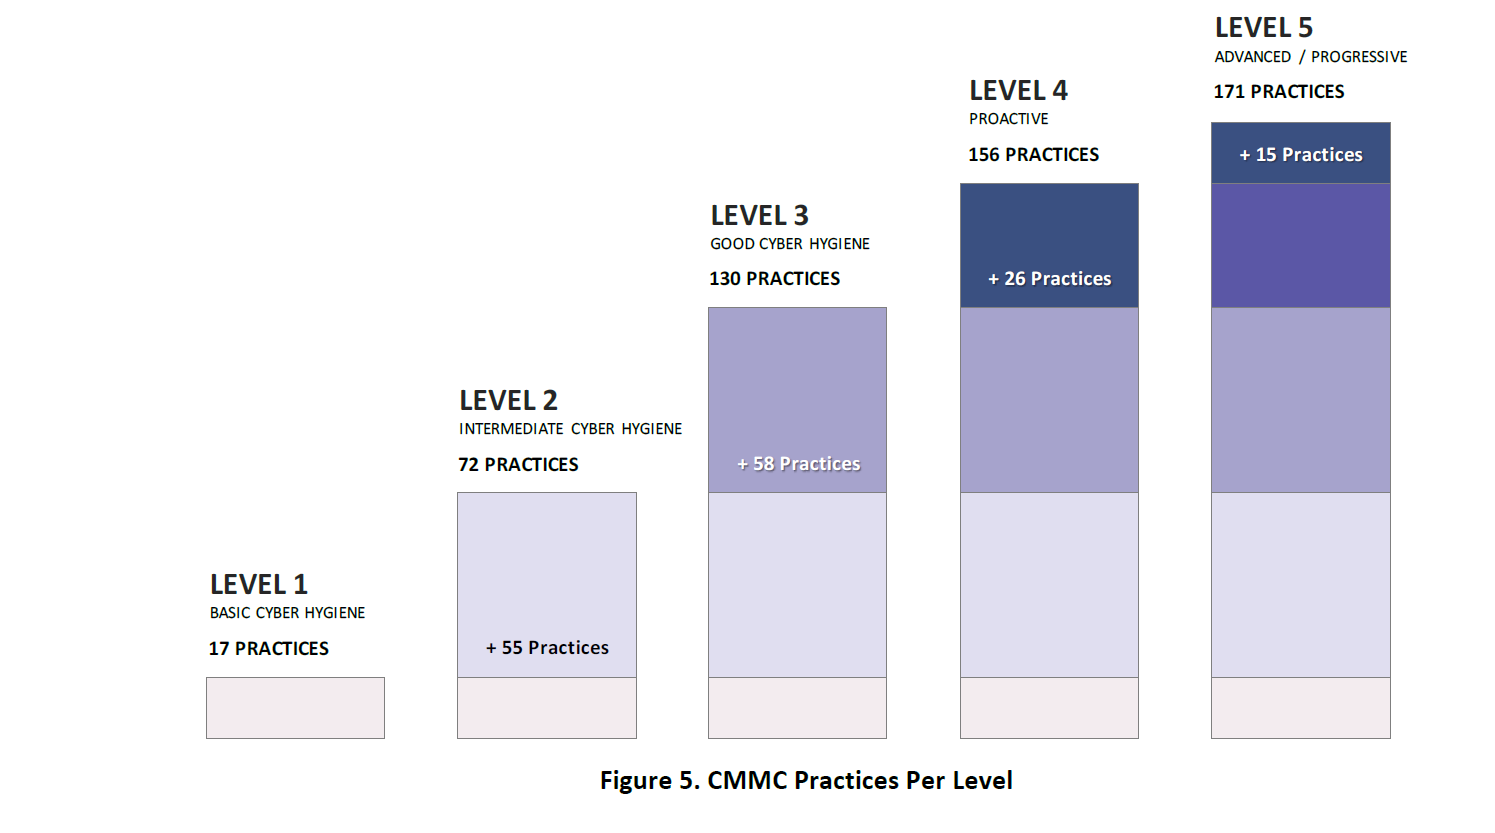 LEVEL 1
BASIC CYBER HYGIENE
17 PRACTICES
LEVEL 2
INTERMEDIATE CYBER HYGIENE
72 PRACTICES
+ 55 Practices
LEVEL 3
GOOD CYBER HYGIENE
130 PRACTICES
+ 58 Practices
LEVEL 4
PROACTIVE
156 PRACTICES
+ 26 Practices
LEVEL 5
ADVANCED / PROGRESSIVE
171 PRACTICES
+ 15 Practices
Figure 5. CMMC Practices Per Level